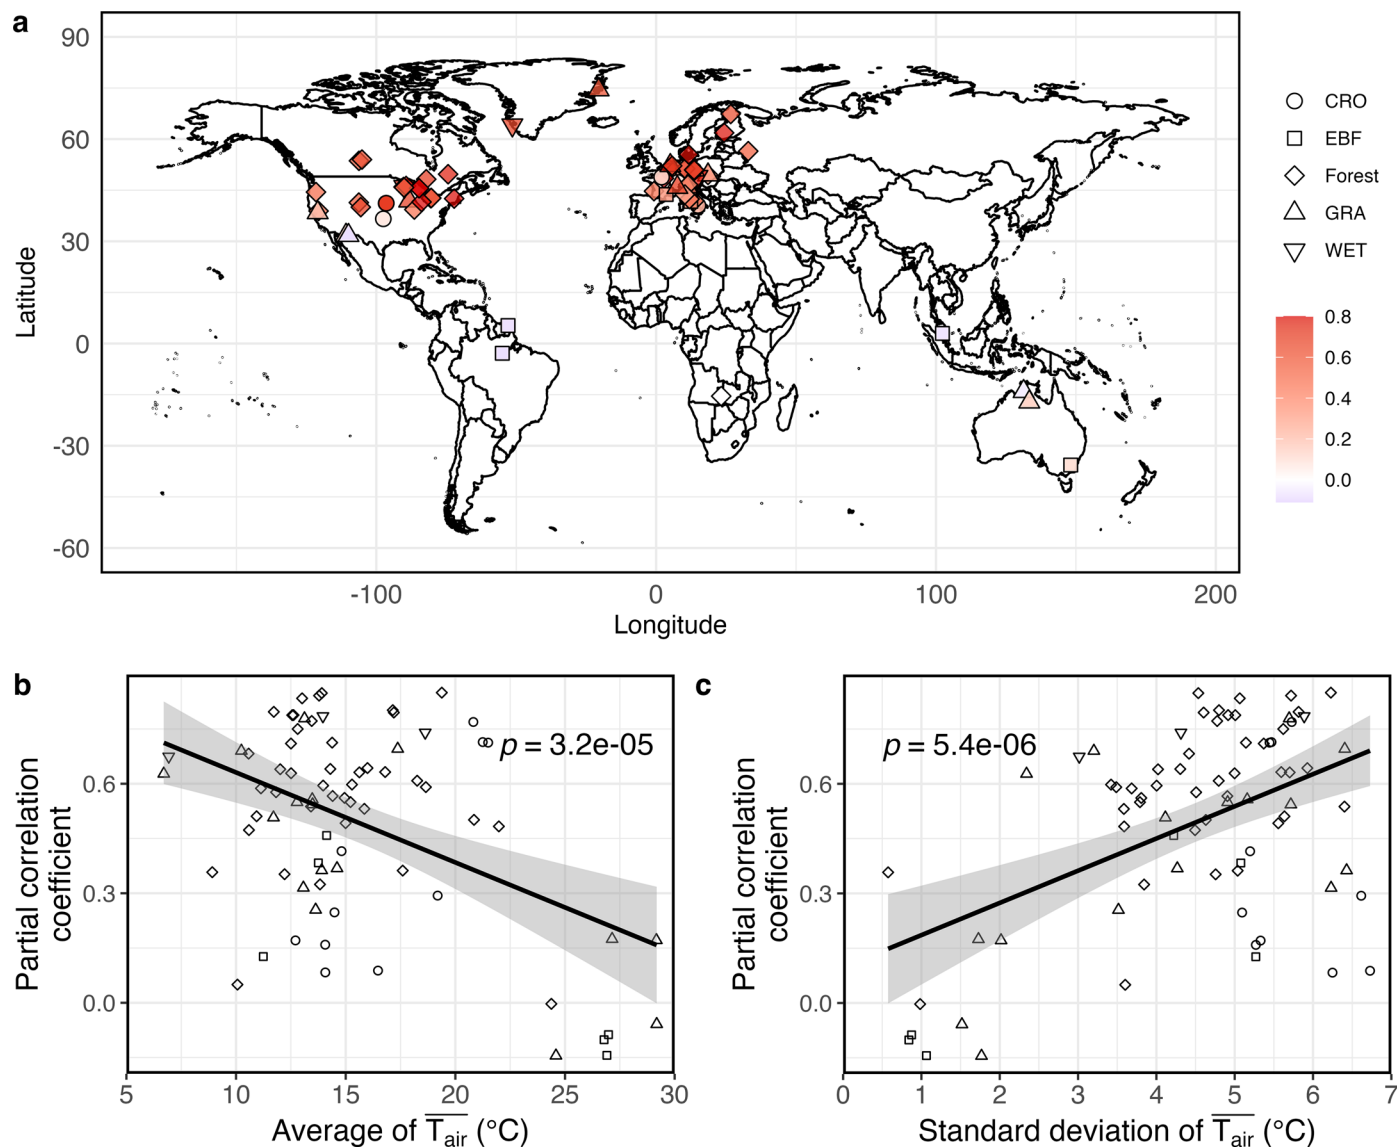 a
90
60
30
0
-30
-60
Latitude
-100
0
100
200
Longitude
CRO
EBF
Forest
GRA
WET
0.8
0.6
0.4
0.2
0.0
b
Partial correlation
coefficient
0.6
0.3
0.0
p = 3.2e-05
5
10
15
20
25
30
Average of T̅air (°C)
c
Partial correlation
coefficient
0.6
0.3
0.0
p = 5.4e-06
0
1
2
3
4
5
6
7
Standard deviation of T̅air (°C)